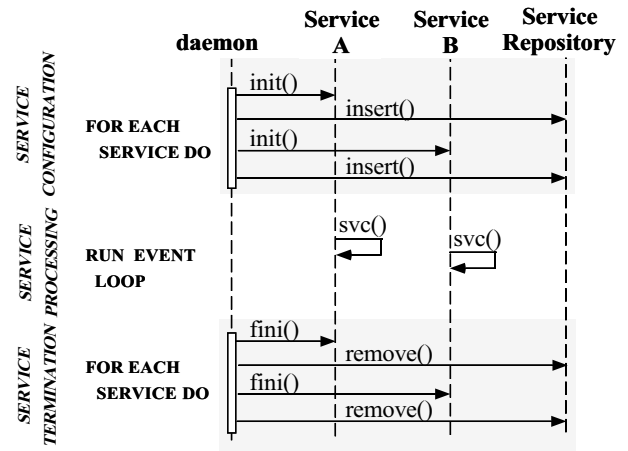 daemon
Service
A
Service
B
Service
Repository
SERVICE
CONFIGURATION
FOR EACH
SERVICE DO
init()
insert()
init()
insert()
SERVICE
PROCESSING
RUN EVENT
LOOP
svc()
svc()
SERVICE
TERMINATION
FOR EACH
SERVICE DO
fini()
remove()
fini()
remove()